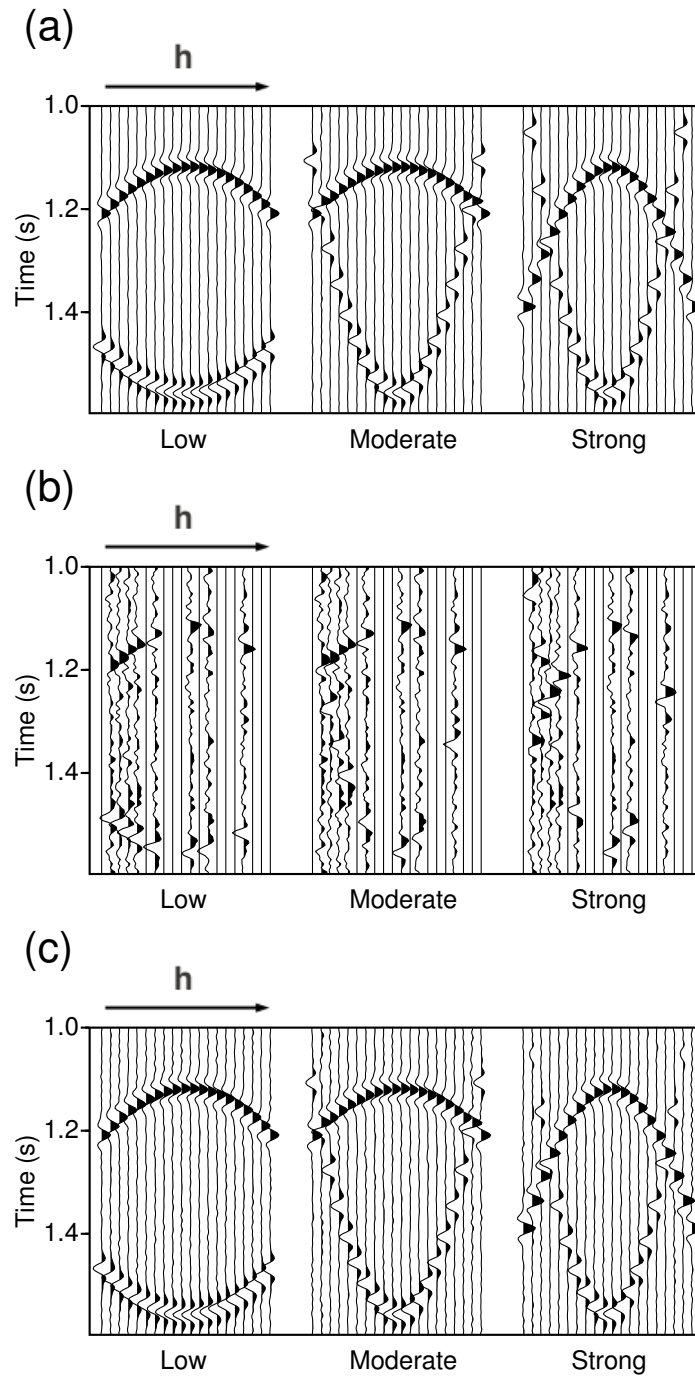 (a)
h
1.0
1.2
1.4
Time (s)
Low Moderate Strong
(b)
h
1.0
1.2
1.4
Time (s)
Low Moderate Strong
(c)
h
1.0
1.2
1.4
Time (s)
Low Moderate Strong